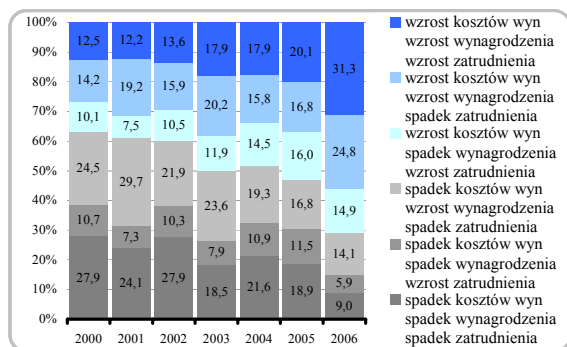 100%
90%
80%
70%
60%
50%
40%
30%
20%
10%
0%
12,5 12,2 13,6 17,9 17,9 20,1 31,3
14,2 19,2 15,9 20,2 15,8 16,8 24,8
10,1 7,5 10,5 11,9 14,5 16,0 14,9
24,5 29,7 21,9 23,6 19,3 16,8 14,1
10,7 7,3 10,3 7,9 10,9 11,5 5,9
27,9 24,1 27,9 18,5 21,6 18,9 9,0
2000 2001 2002 2003 2004 2005 2006
wzrost kosztów wyn
wzrost wynagrodzenia
wzrost zatrudnienia
wzrost kosztów wyn
wzrost wynagrodzenia
spadek zatrudnienia
wzrost kosztów wyn
spadek wynagrodzenia
wzrost zatrudnienia
spadek kosztów wyn
wzrost wynagrodzenia
spadek zatrudnienia
spadek kosztów wyn
spadek wynagrodzenia
wzrost zatrudnienia
spadek kosztów wyn
spadek wynagrodzenia
spadek zatrudnienia